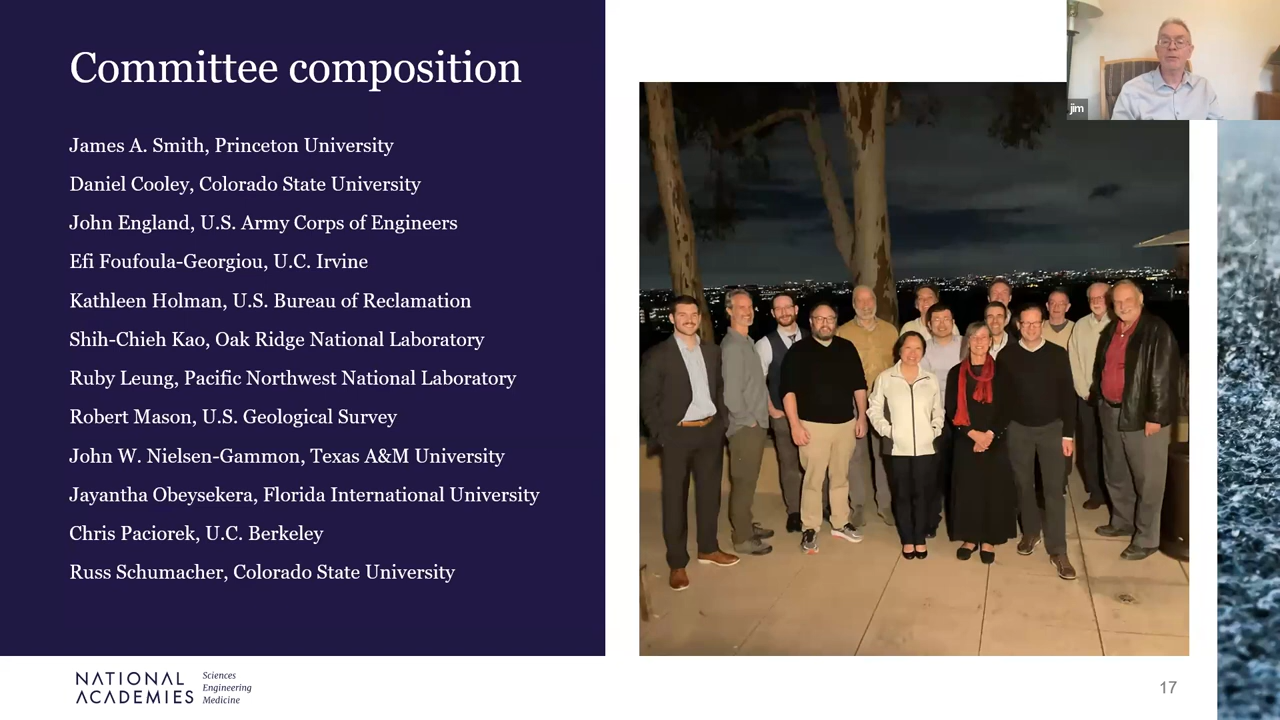 Committee composition
James A. Smith, Princeton University
Daniel Cooley, Colorado State University
John England, U.S. Army Corps of Engineers
Efi Foufoula-Georgiou, U.C. Irvine
Kathleen Holman, U.S. Bureau of Reclamation
Shih-Chieh Kao, Oak Ridge National Laboratory
Ruby Leung, Pacific Northwest National Laboratory
Robert Mason, U.S. Geological Survey
John W. Nielsen-Gammon, Texas A&M University
Jayantha Obeysekera, Florida International University
Chris Paciorek, U.C. Berkeley
Russ Schumacher, Colorado State University
jim
NATIONAL
ACADEMIES
Sciences
Engineering
Medicine
17